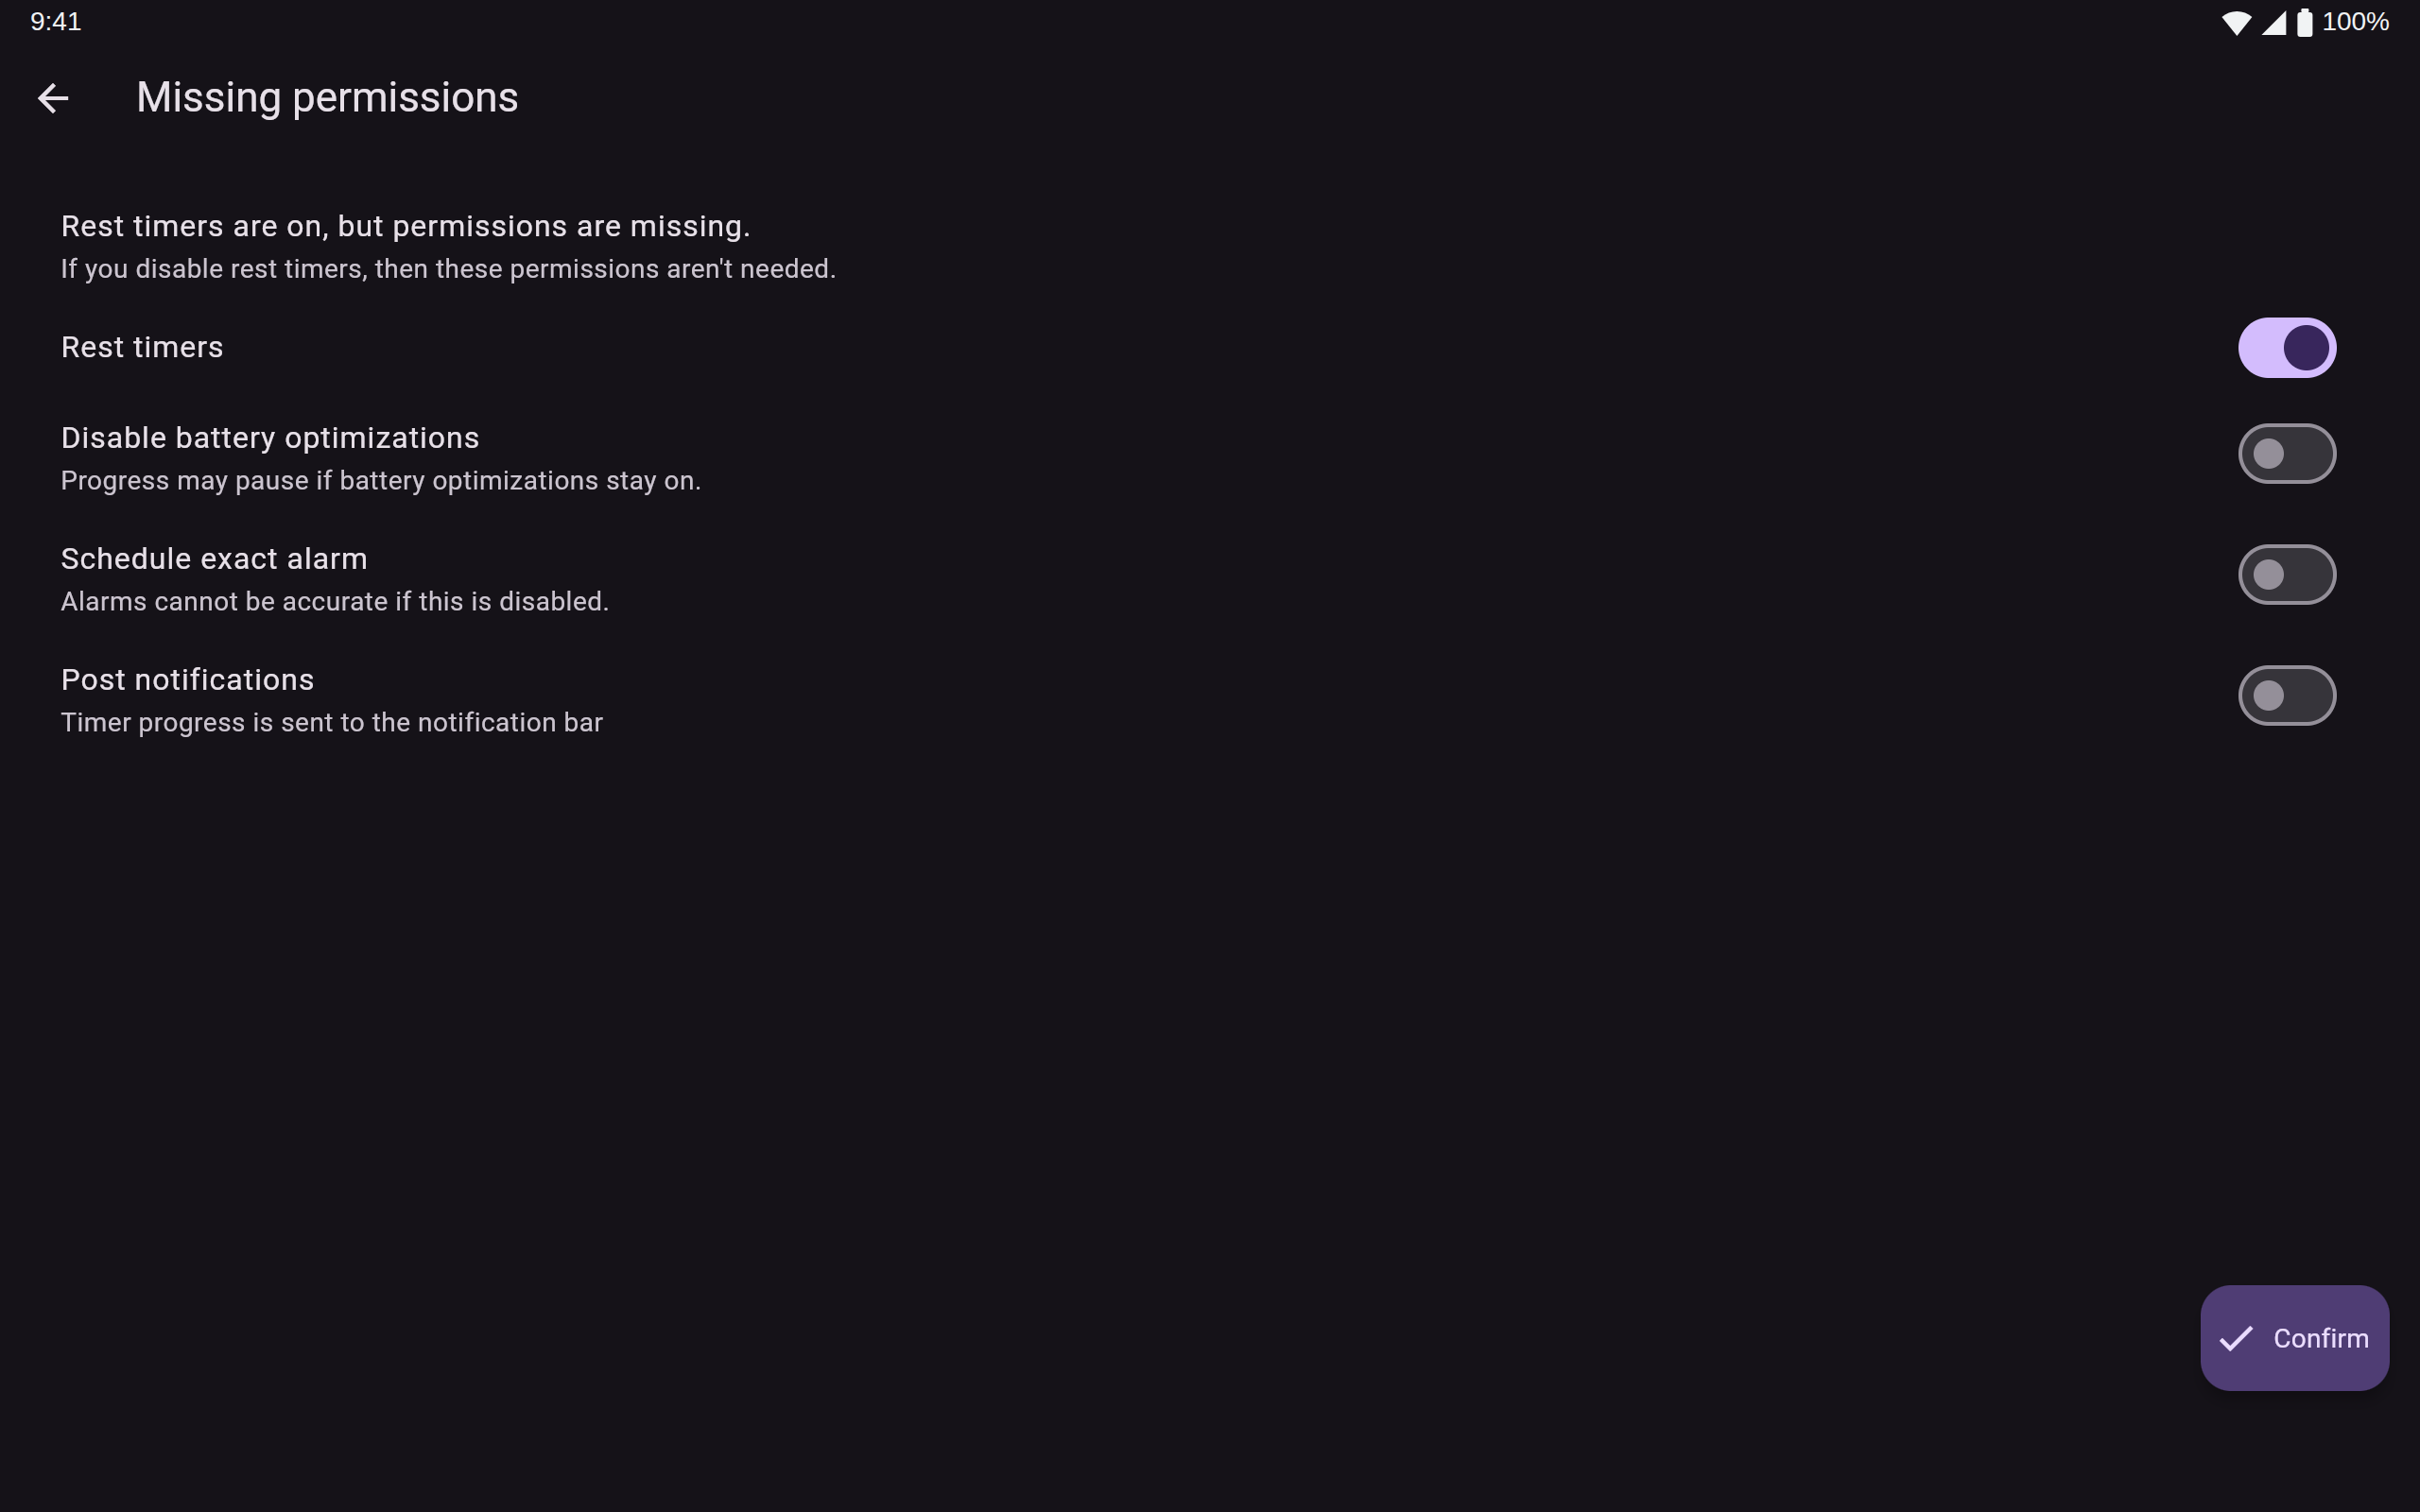 9:41
100%
Missing permissions
Rest timers are on, but permissions are missing.
If you disable rest timers, then these permissions aren't needed.
Rest timers
Disable battery optimizations
Progress may pause if battery optimizations stay on.
Schedule exact alarm
Alarms cannot be accurate if this is disabled.
Post notifications
Timer progress is sent to the notification bar
Confirm